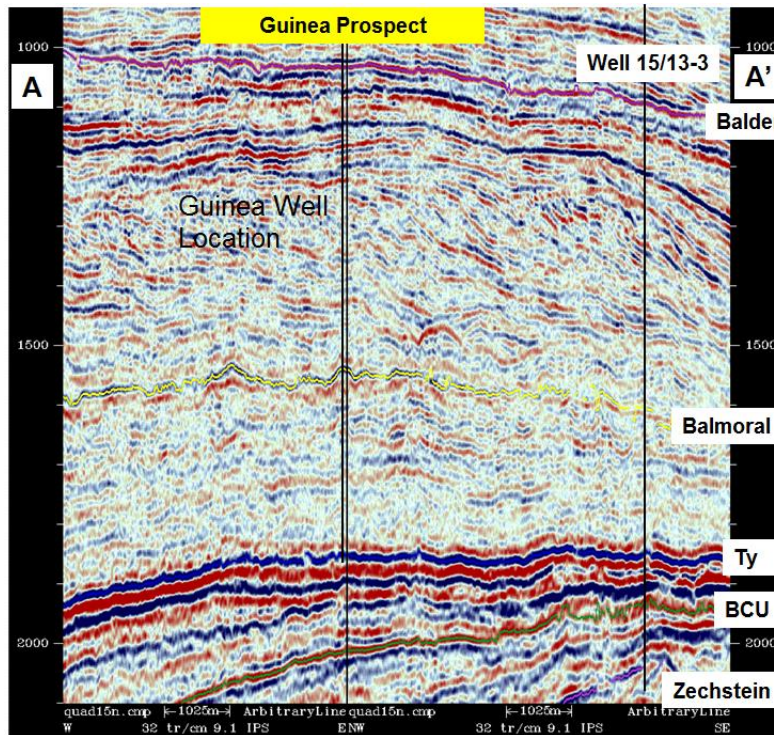 Guinea Prospect
1000
1000
Well 15/13-3
A
A'
Balde
Guinea Well
Location
1500
1500
Balmoral
Ty
BCU
2000
2000
Zechstein
quad15n.cmp |←1025m→| ArbitraryLine quad15n.cmp |←1025m→| ArbitraryLine
W 32 tr/cm 9.1 IPS ENW 32 tr/cm 9.1 IPS SE